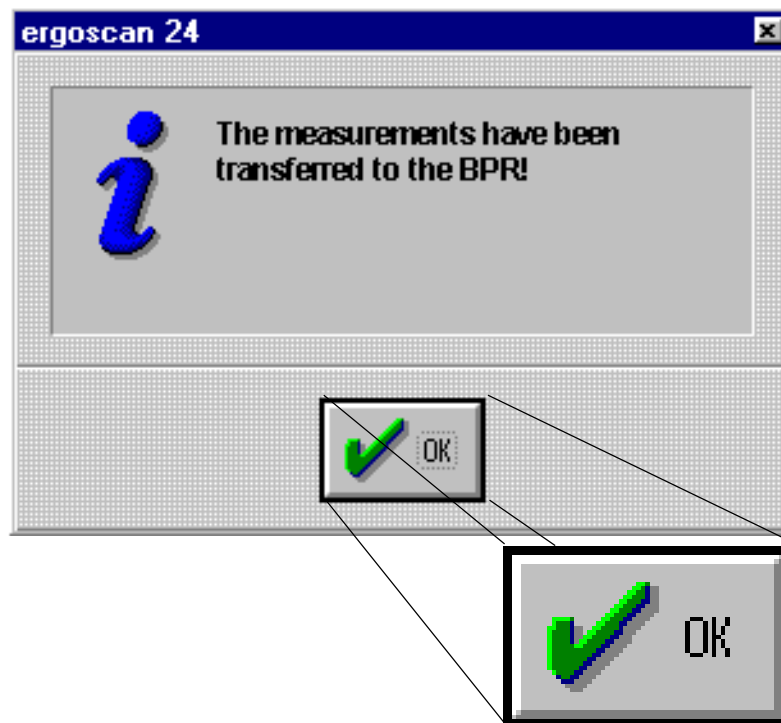 ergoscan 24
The measurements have been
transferred to the BPR!
OK
OK